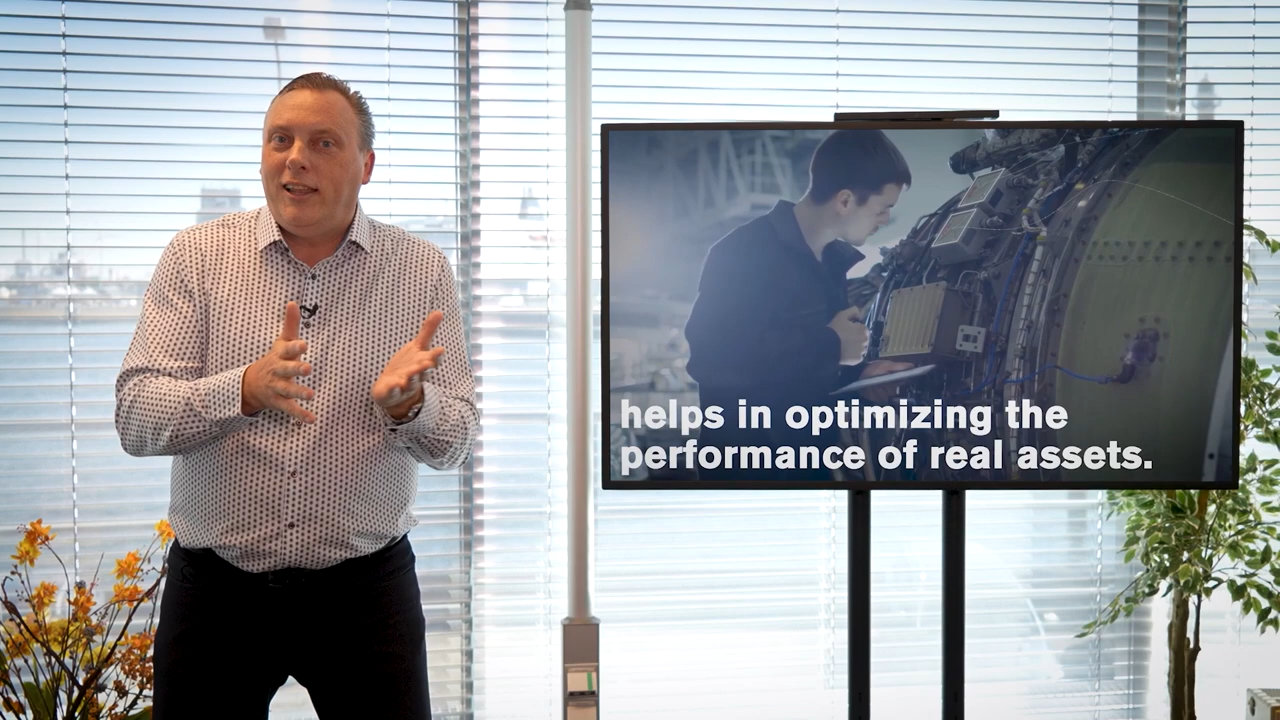 helps in optimizing the
performance of real assets.